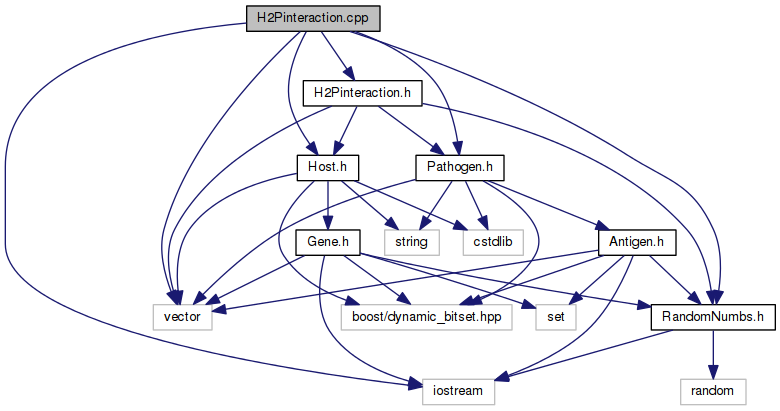 H2Pinteraction.cpp
H2Pinteraction.h
Host.h
Pathogen.h
Gene.h
string
cstdlib
Antigen.h
vector
boost/dynamic_bitset.hpp
set
RandomNumbs.h
iostream
random